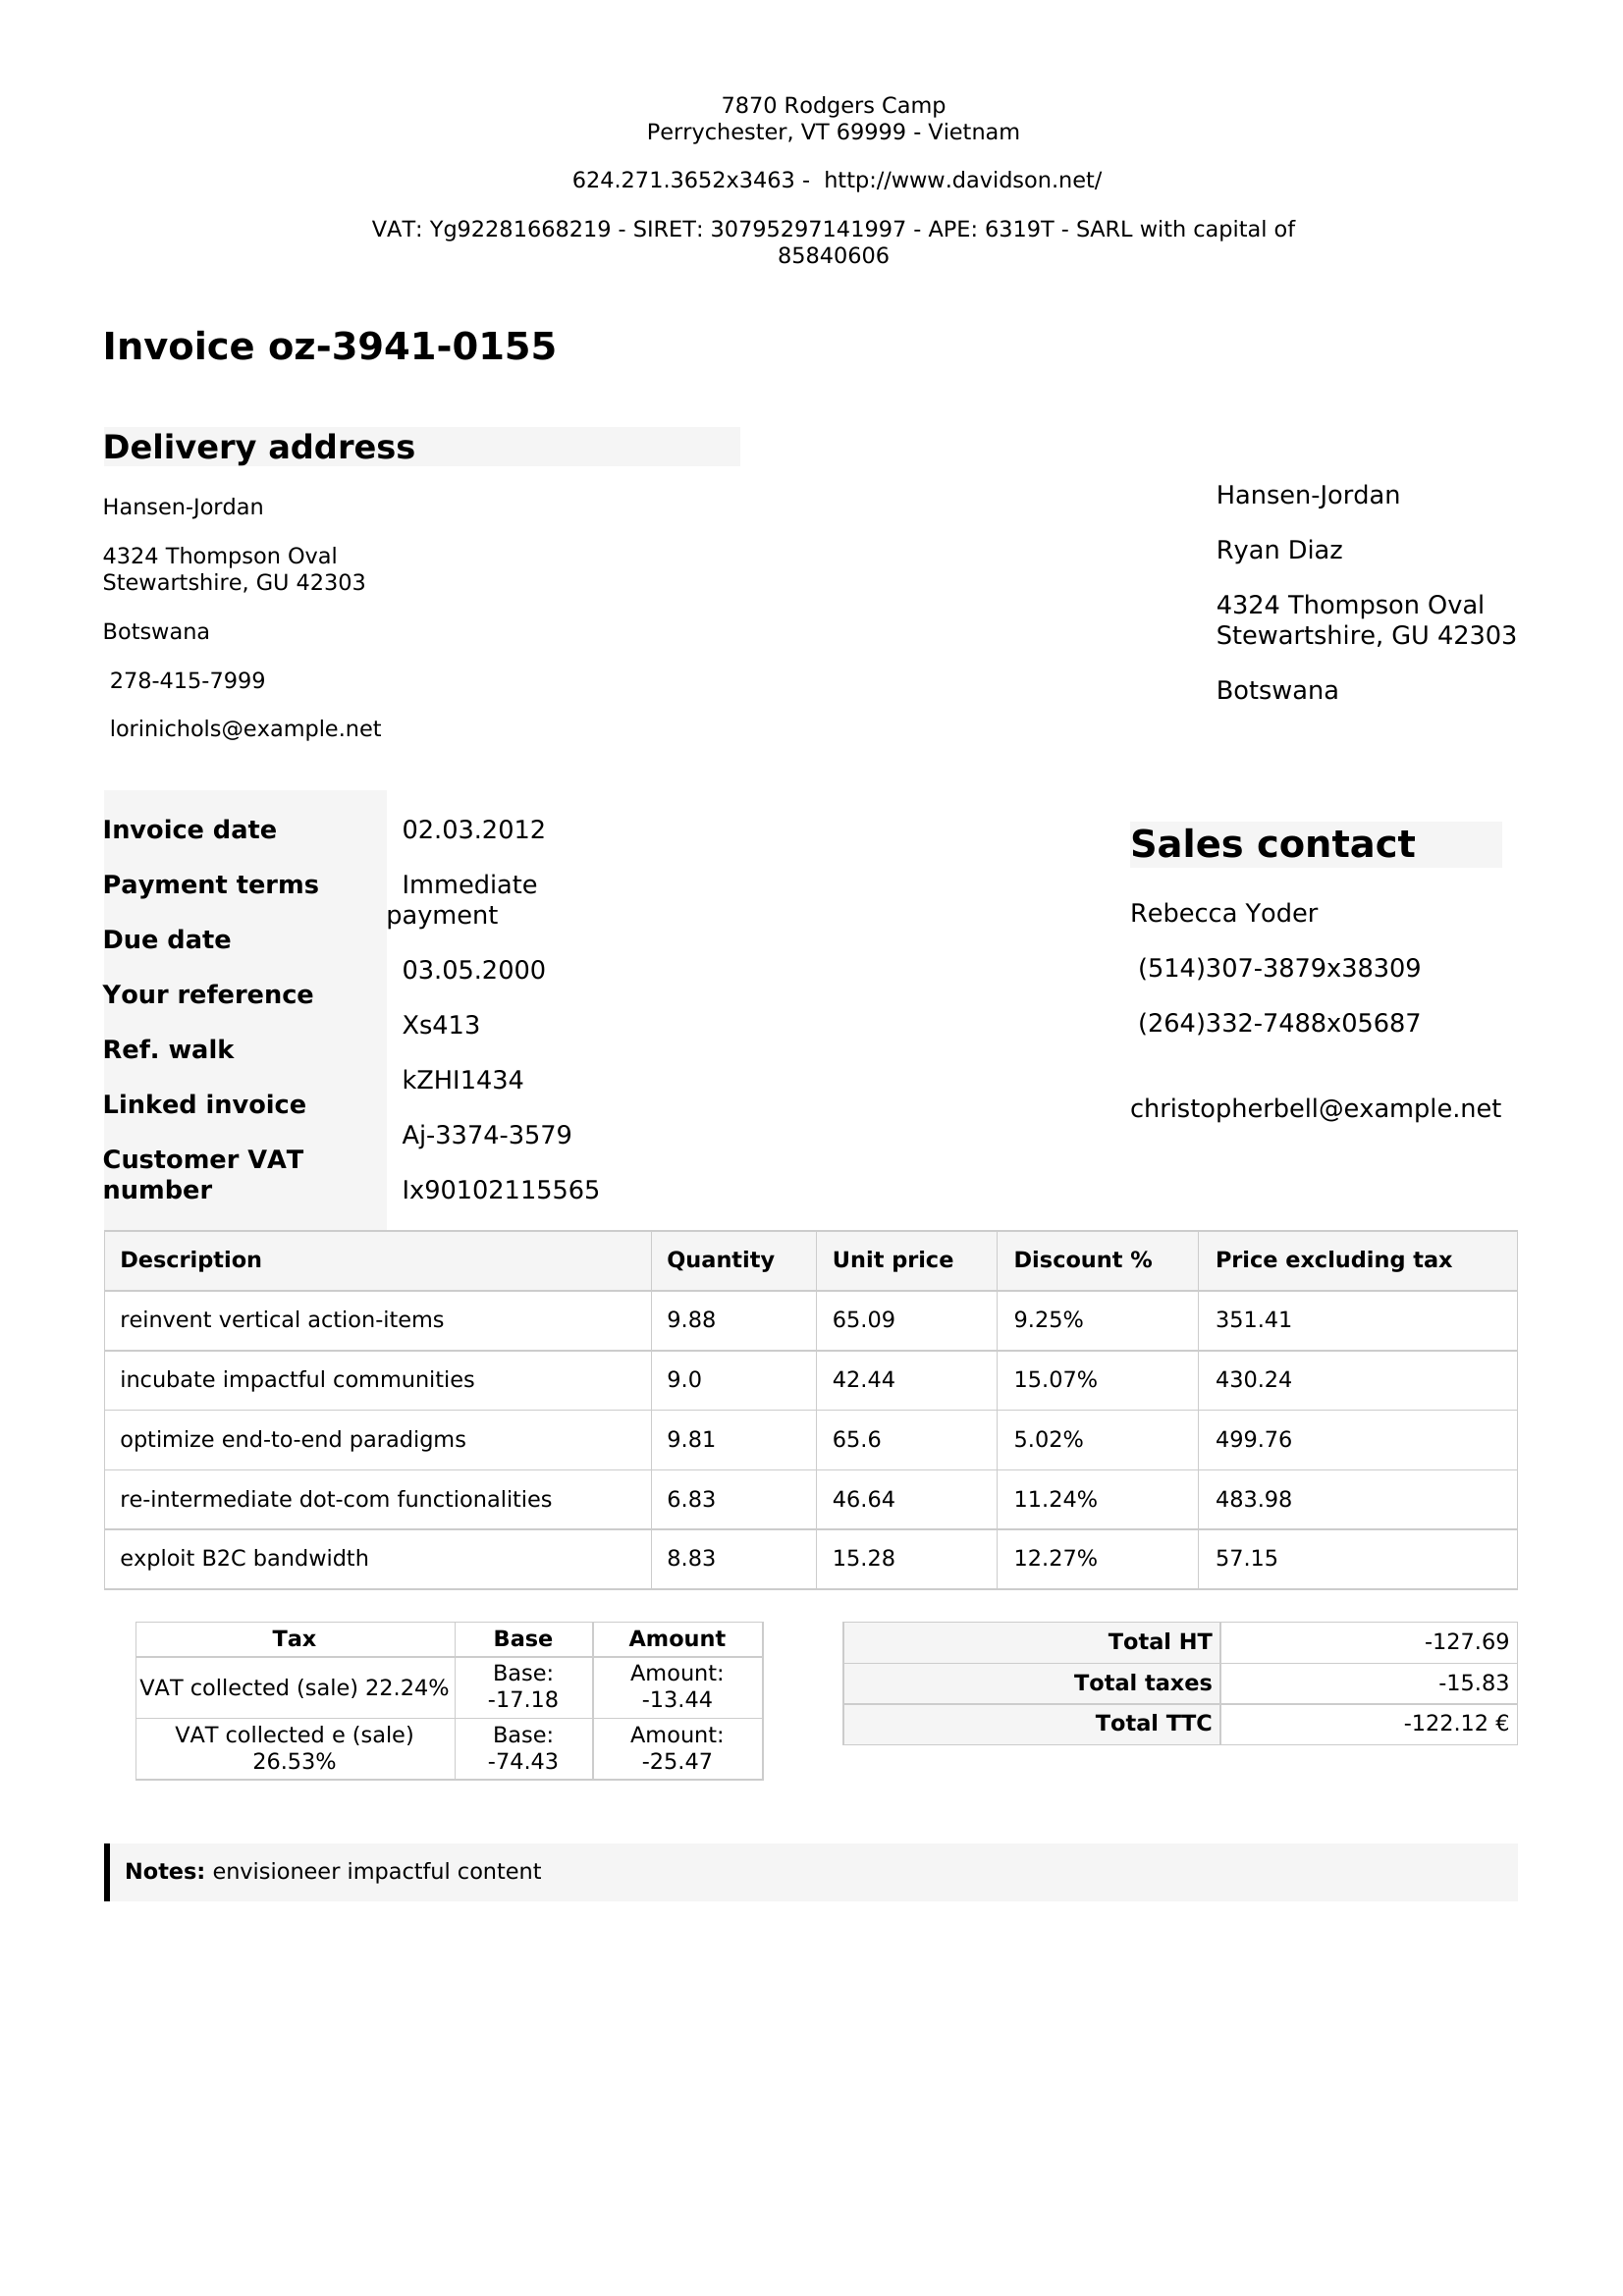 7870 Rodgers Camp
Perrychester, VT 69999 - Vietnam
624.271.3652x3463 - http://www.davidson.net/
VAT: Yg92281668219 - SIRET: 30795297141997 - APE: 6319T - SARL with capital of
85840606
Invoice oz-3941-0155
Delivery address
Hansen-Jordan
4324 Thompson Oval
Stewartshire, GU 42303
Botswana
278-415-7999
lorinichols@example.net
Hansen-Jordan
Ryan Diaz
4324 Thompson Oval
Stewartshire, GU 42303
Botswana
Invoice date
Payment terms
Due date
Your reference
Ref. walk
Linked invoice
Customer VAT
number
02.03.2012
Immediate
payment
03.05.2000
Xs413
kZHI1434
Aj-3374-3579
Ix90102115565
Sales contact
Rebecca Yoder
(514)307-3879x38309
(264)332-7488x05687
christopherbell@example.net
Description Quantity Unit price Discount % Price excluding tax
reinvent vertical action-items 9.88 65.09 9.25% 351.41
incubate impactful communities 9.0 42.44 15.07% 430.24
optimize end-to-end paradigms 9.81 65.6 5.02% 499.76
re-intermediate dot-com functionalities 6.83 46.64 11.24% 483.98
exploit B2C bandwidth 8.83 15.28 12.27% 57.15
Tax Base Amount
VAT collected (sale) 22.24% Base: -17.18 Amount: -13.44
VAT collected e (sale) 26.53% Base: -74.43 Amount: -25.47
Total HT -127.69
Total taxes -15.83
Total TTC -122.12 €
Notes: envisioneer impactful content